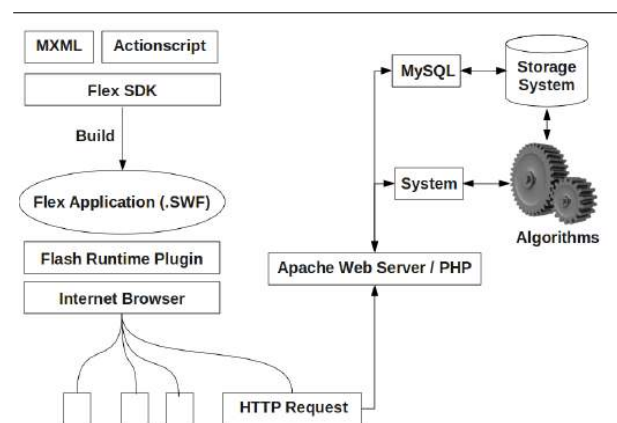 MXML
Actionscript
Flex SDK
Build
Flex Application (.SWF)
Flash Runtime Plugin
Internet Browser
HTTP Request
MySQL
Storage
System
System
Algorithms
Apache Web Server / PHP